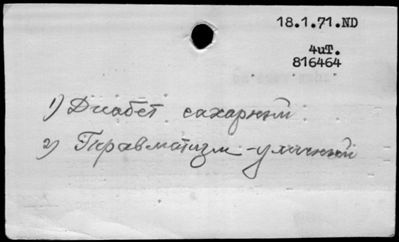 18.1.71.ND
4uT.
816464
1) Диабет сахарный.
2) Травматизм - уличный